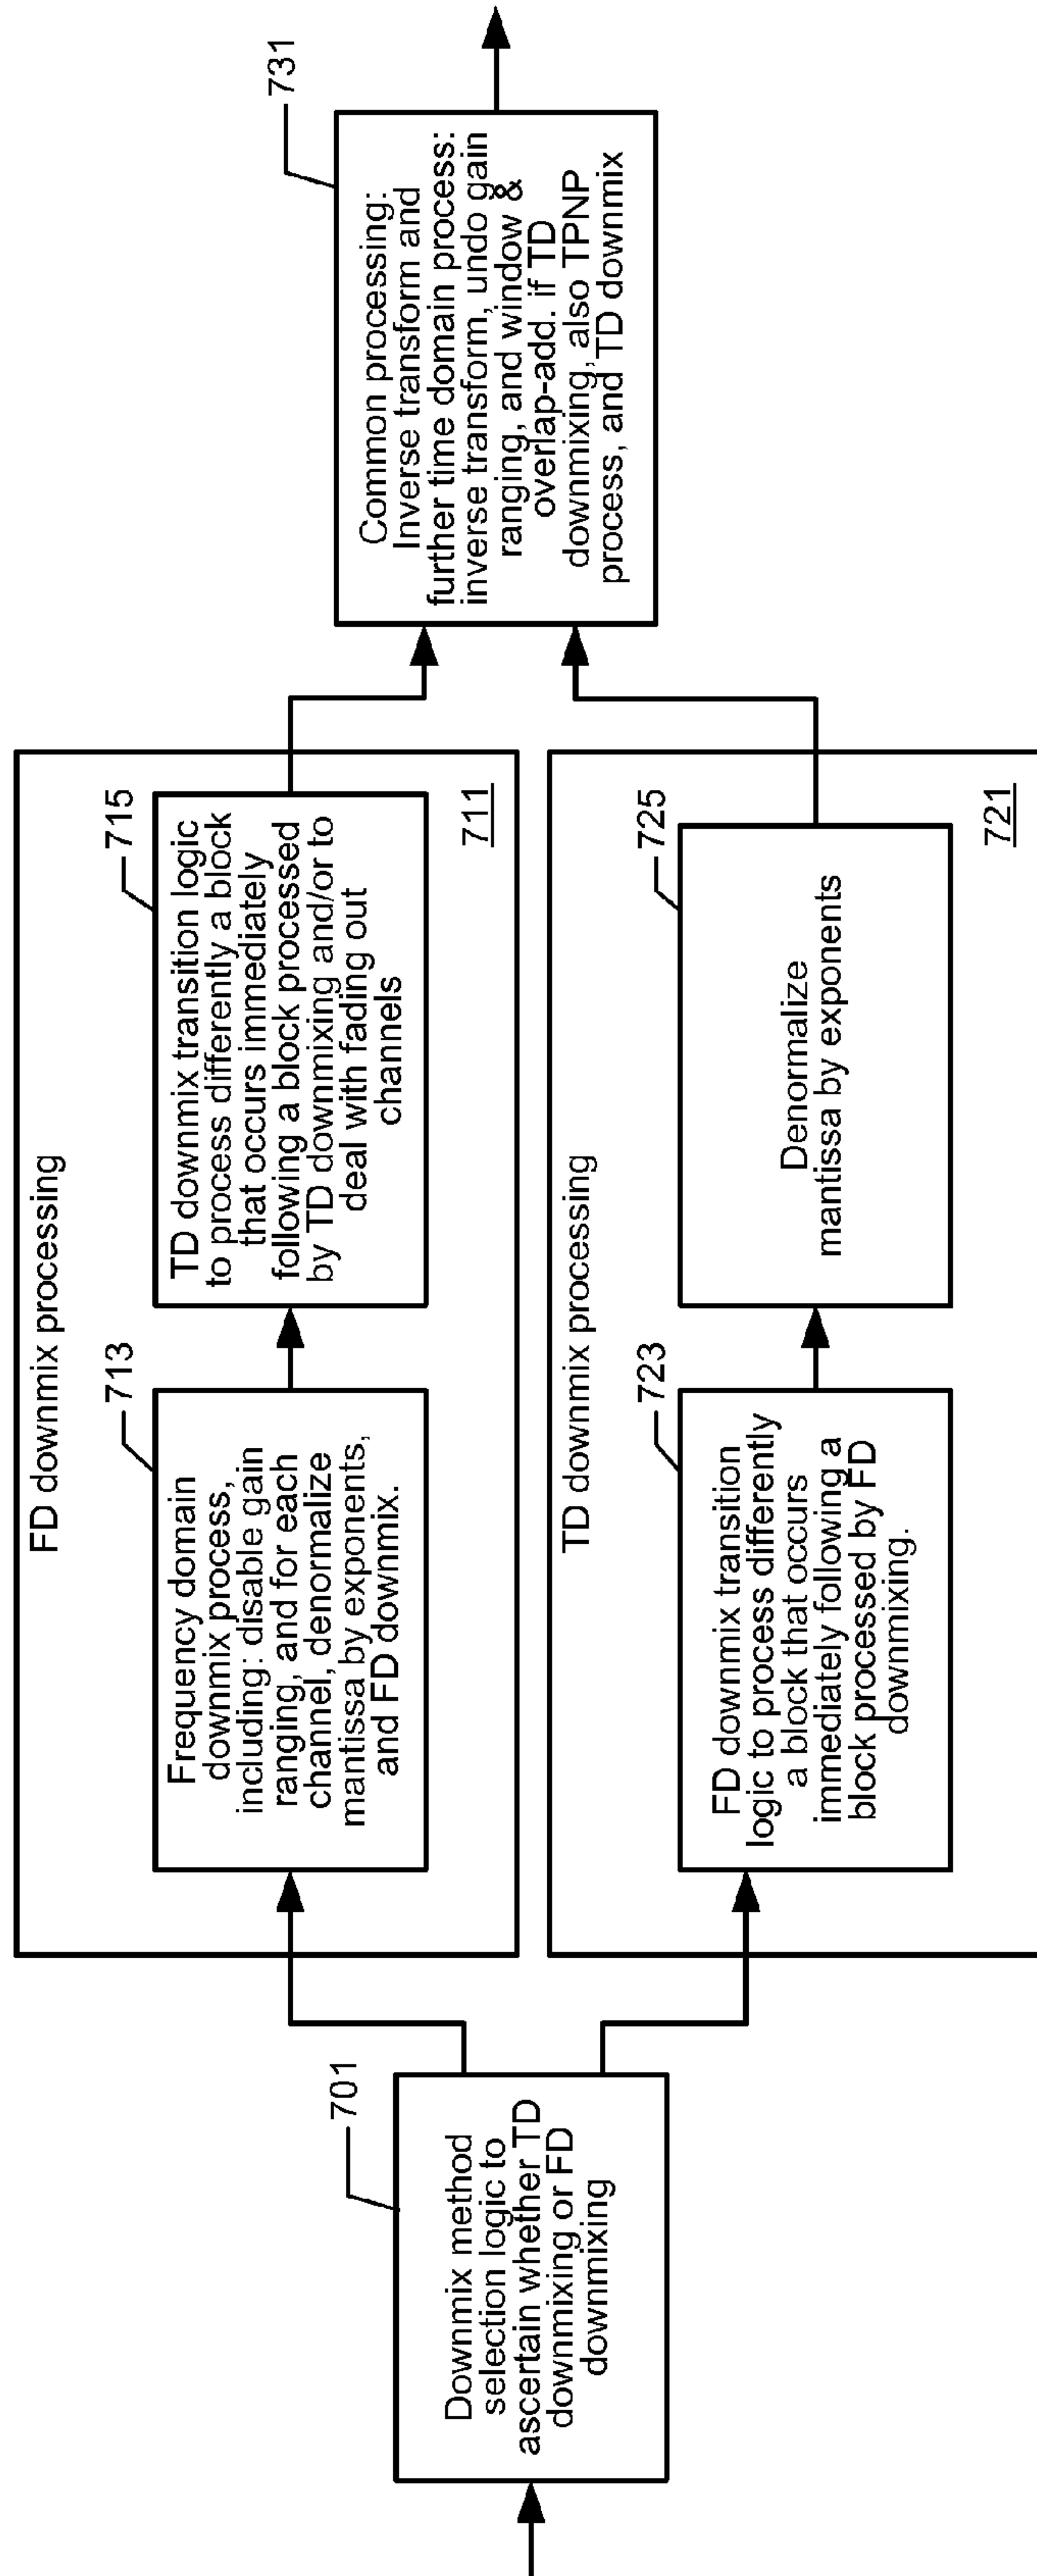 701
Downmix method
selection logic to
ascertain whether TD
downmixing or FD
downmixing
FD downmix processing
713
Frequency domain
downmix process,
including: disable gain
ranging, and for each
channel, denormalize
mantissa by exponents,
and FD downmix.
715
TD downmix transition logic
to process differently a block
that occurs immediately
following a block processed
by TD downmixing and/or to
deal with fading out
channels
711
TD downmix processing
723
FD downmix transition
logic to process differently
a block that occurs
immediately following a
block processed by FD
downmixing.
725
Denormalize
mantissa by exponents
721
731
Common processing:
Inverse transform and
further time domain process:
inverse transform, undo gain
ranging, and window &
overlap-add. if TD
downmixing, also TPNP
process, and TD downmix